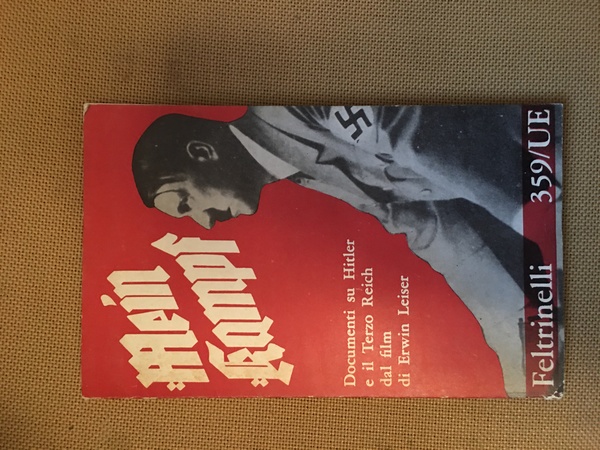 Mein
Kampf
Documenti su Hitler
e il Terzo Reich
dal film
di Erwin Leiser
Feltrinelli 359/UE